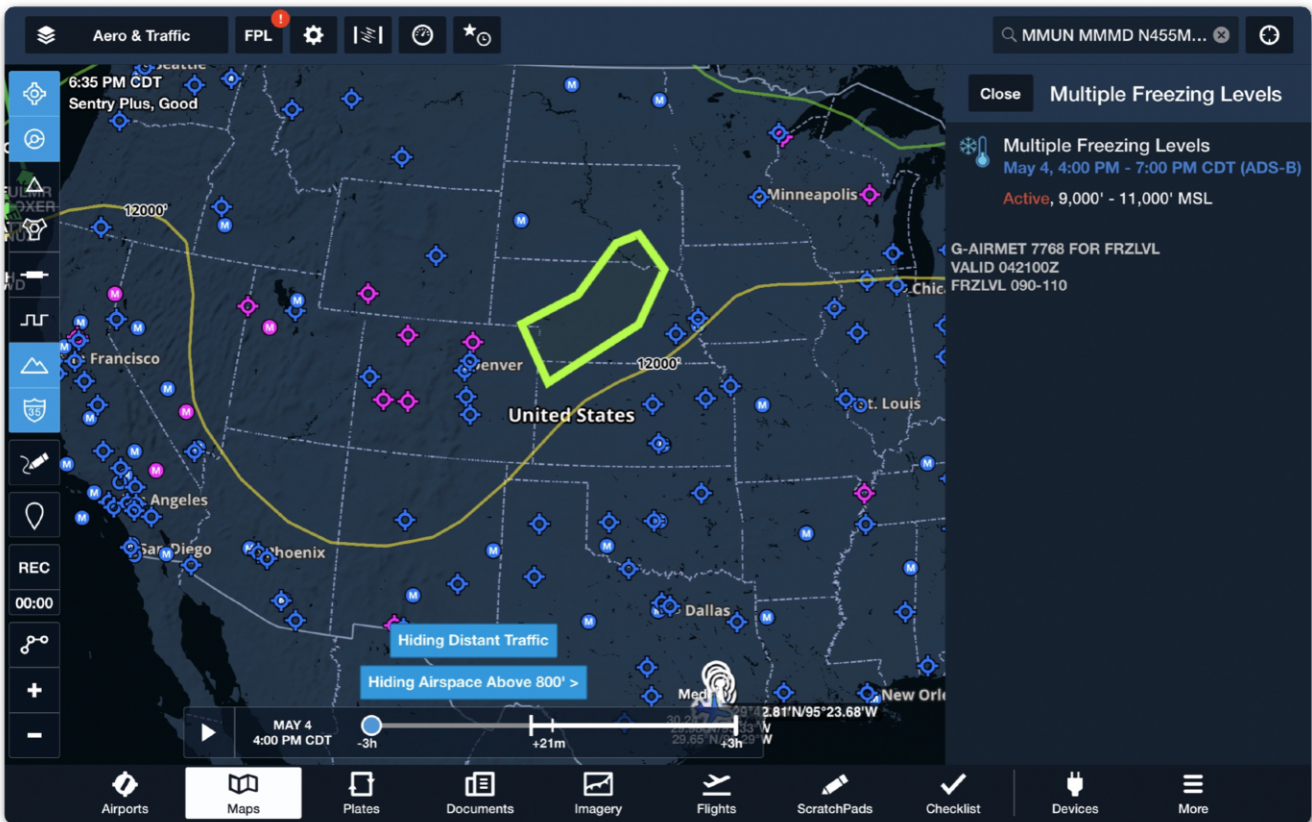 Aero & Traffic
FPL
!
MMUN MMMD N455M...
Seattle
6:35 PM CDT
Sentry Plus, Good
Close
Multiple Freezing Levels
Multiple Freezing Levels
May 4, 4:00 PM - 7:00 PM CDT (ADS-B)
Active, 9,000' - 11,000' MSL
G-AIRMET 7768 FOR FRZLVL
VALID 042100Z
FRZLVL 090-110
12000'
Minneapolis
Chic
35
Francisco
Denver
12000'
United States
St. Louis
Angeles
San Diego
Phoenix
REC
00:00
Dallas
Hiding Distant Traffic
Hiding Airspace Above 800' >
Med
New Orle
2.81'N/95°23.68'W
MAY 4
4:00 PM CDT
-3h
+21m
+3h
Airports
Maps
Plates
Documents
Imagery
Flights
ScratchPads
Checklist
Devices
More